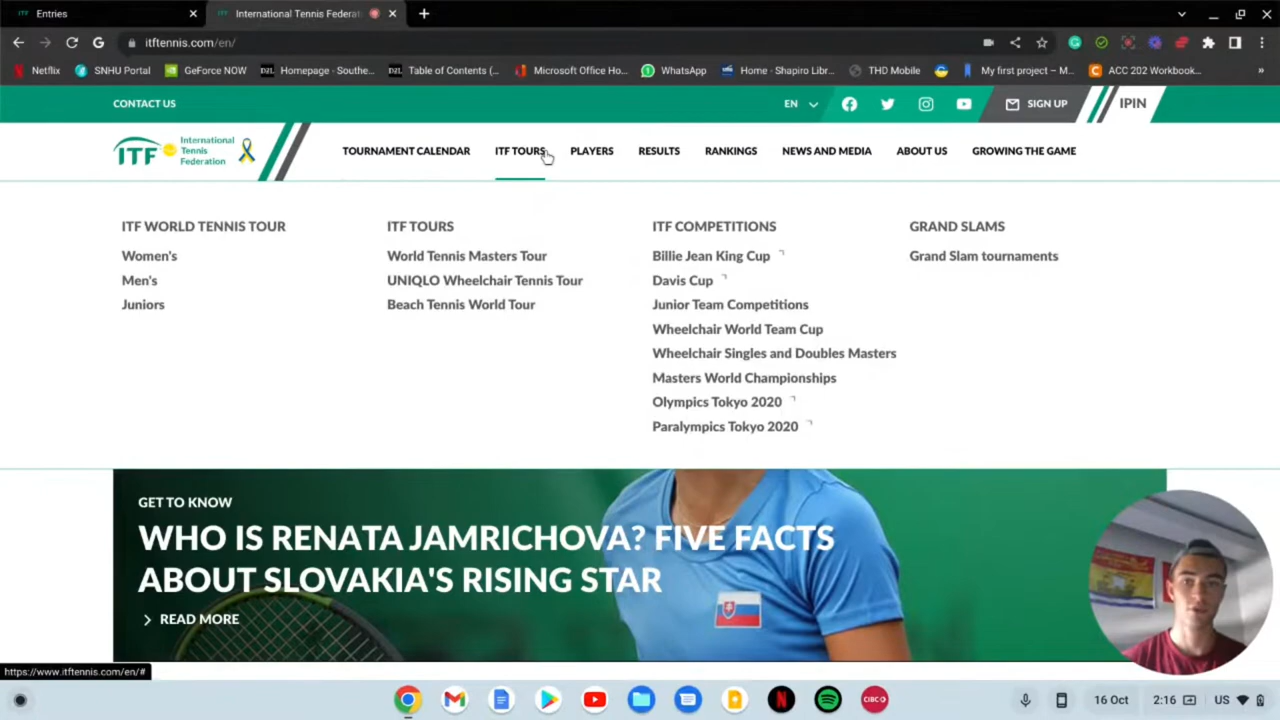 Entries
International Tennis Federat
itftennis.com/en/
Netflix
SNHU Portal
GeForce NOW
Homepage - Southe...
Table of Contents (...
Microsoft Office Ho...
WhatsApp
Home - Shapiro Libr...
THD Mobile
My first project – M...
ACC 202 Workbook...
»
CONTACT US
EN
SIGN UP
IPIN
ITF
International
Tennis
Federation
TOURNAMENT CALENDAR
ITF TOURS
PLAYERS
RESULTS
RANKINGS
NEWS AND MEDIA
ABOUT US
GROWING THE GAME
ITF WORLD TENNIS TOUR
Women's
Men's
Juniors
ITF TOURS
World Tennis Masters Tour
UNIQLO Wheelchair Tennis Tour
Beach Tennis World Tour
ITF COMPETITIONS
Billie Jean King Cup
Davis Cup
Junior Team Competitions
Wheelchair World Team Cup
Wheelchair Singles and Doubles Masters
Masters World Championships
Olympics Tokyo 2020
Paralympics Tokyo 2020
GRAND SLAMS
Grand Slam tournaments
GET TO KNOW
WHO IS RENATA JAMRICHOVA? FIVE FACTS
ABOUT SLOVAKIA'S RISING STAR
READ MORE
https://www.itftennis.com/en/#
CIBC
16 Oct
2:16
US